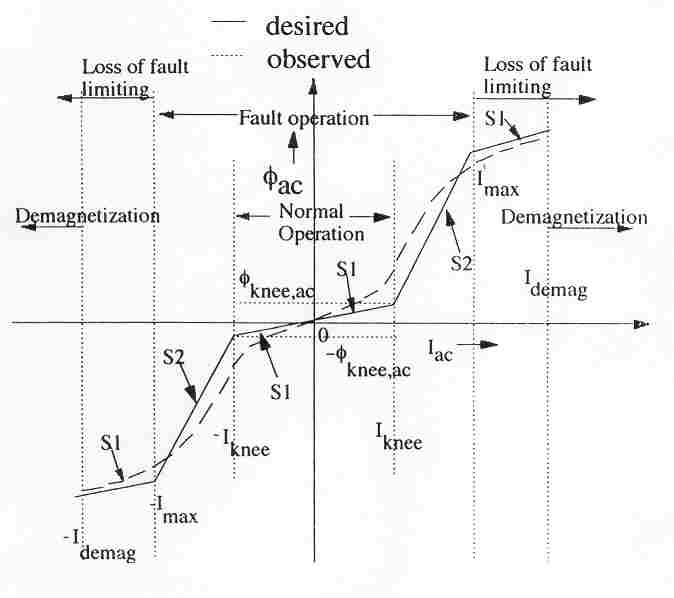 desired
observed
Loss of fault
limiting
Loss of fault
limiting
Fault operation
S1
ϕac
Imax
Demagnetization
Normal
Operation
Demagnetization
S1
S2
ϕknee,ac
Idemag
0
Iac
-ϕknee,ac
S2
S1
-Iknee
Iknee
S1
-Imax
-Idemag